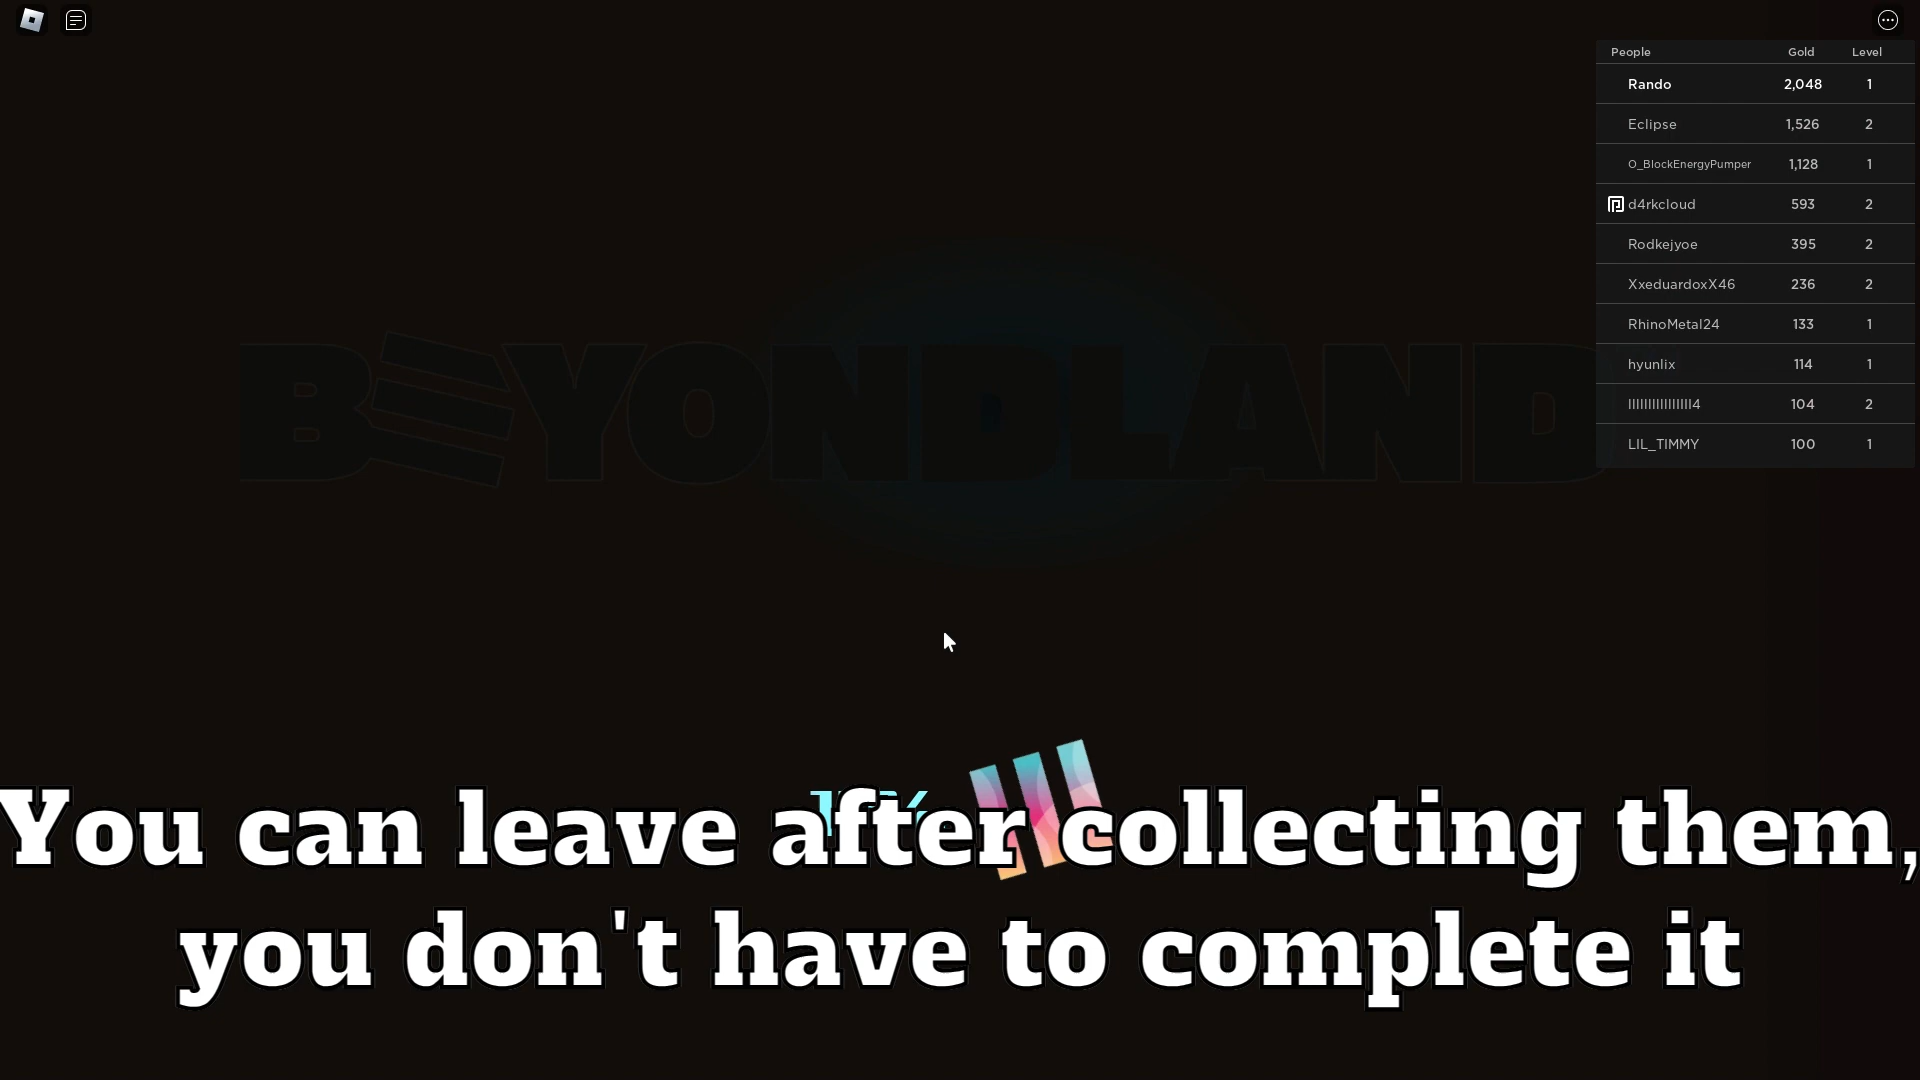 People Gold Level
Rando 2,048 1
Eclipse 1,526 2
O_BlockEnergyPumper 1,128 1
d4rkcloud 593 2
Rodkejyoe 395 2
XxeduardoxX46 236 2
RhinoMetal24 133 1
hyunlix 114 1
104 2
LIL_TIMMY 100 1
BEYONDLAND
You can leave after collecting them,
you don't have to complete it